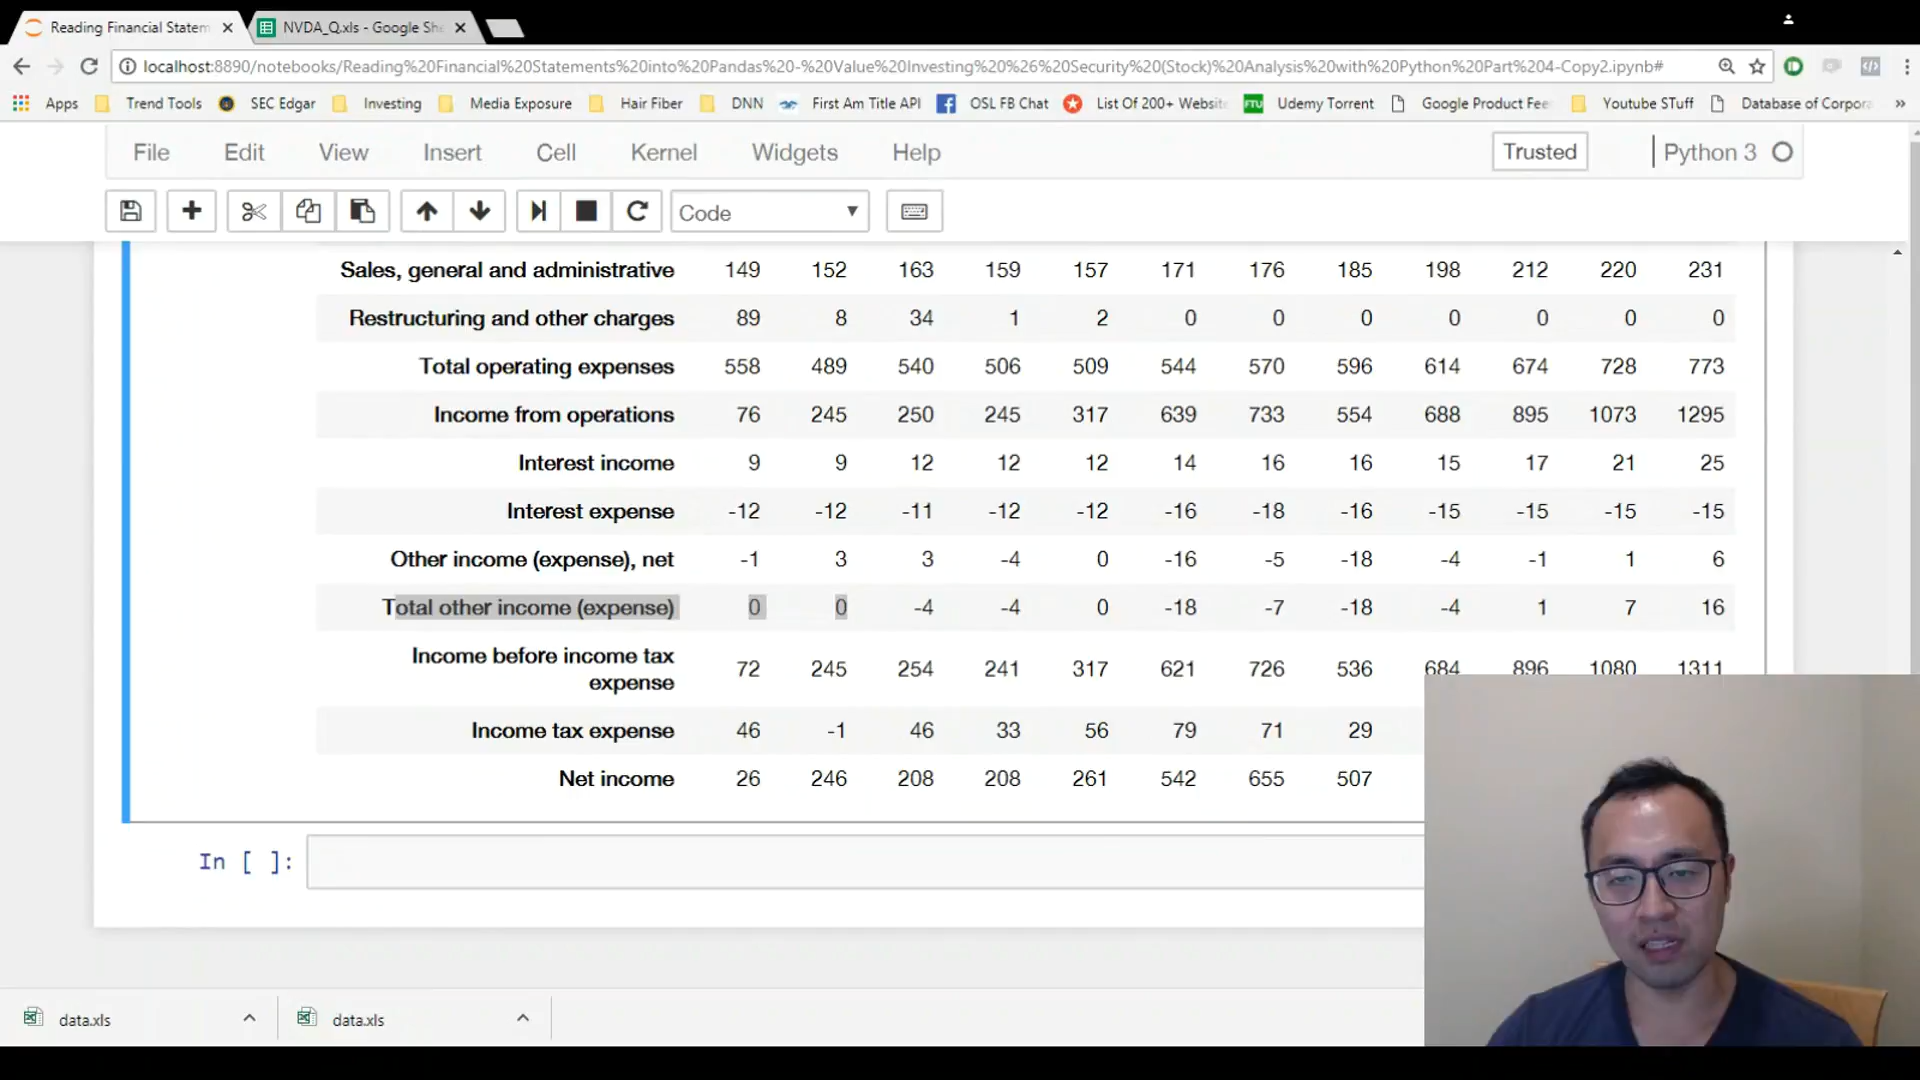 Reading Financial Statem
NVDA_Q.xls - Google She
localhost:8890/notebooks/Reading%20Financial%20Statements%20into%20Pandas%20-%20Value%20Investing%20%26%20Security%20(Stock)%20Analysis%20with%20Python%20Part%204-Copy2.ipynb#
Apps Trend Tools SEC Edgar Investing Media Exposure Hair Fiber DNN First Am Title API OSL FB Chat List Of 200+ Website FTU Udemy Torrent Google Product Fee Youtube STuff Database of Corpora »
File Edit View Insert Cell Kernel Widgets Help Trusted Python 3
Code
Sales, general and administrative 149 152 163 159 157 171 176 185 198 212 220 231
Restructuring and other charges 89 8 34 1 2 0 0 0 0 0 0 0
Total operating expenses 558 489 540 506 509 544 570 596 614 674 728 773
Income from operations 76 245 250 245 317 639 733 554 688 895 1073 1295
Interest income 9 9 12 12 12 14 16 16 15 17 21 25
Interest expense -12 -12 -11 -12 -12 -16 -18 -16 -15 -15 -15 -15
Other income (expense), net -1 3 3 -4 0 -16 -5 -18 -4 -1 1 6
Total other income (expense) 0 0 -4 -4 0 -18 -7 -18 -4 1 7 16
Income before income tax
expense 72 245 254 241 317 621 726 536 684 896 1080 1311
Income tax expense 46 -1 46 33 56 79 71 29
Net income 26 246 208 208 261 542 655 507
In [ ]:
data.xls
data.xls